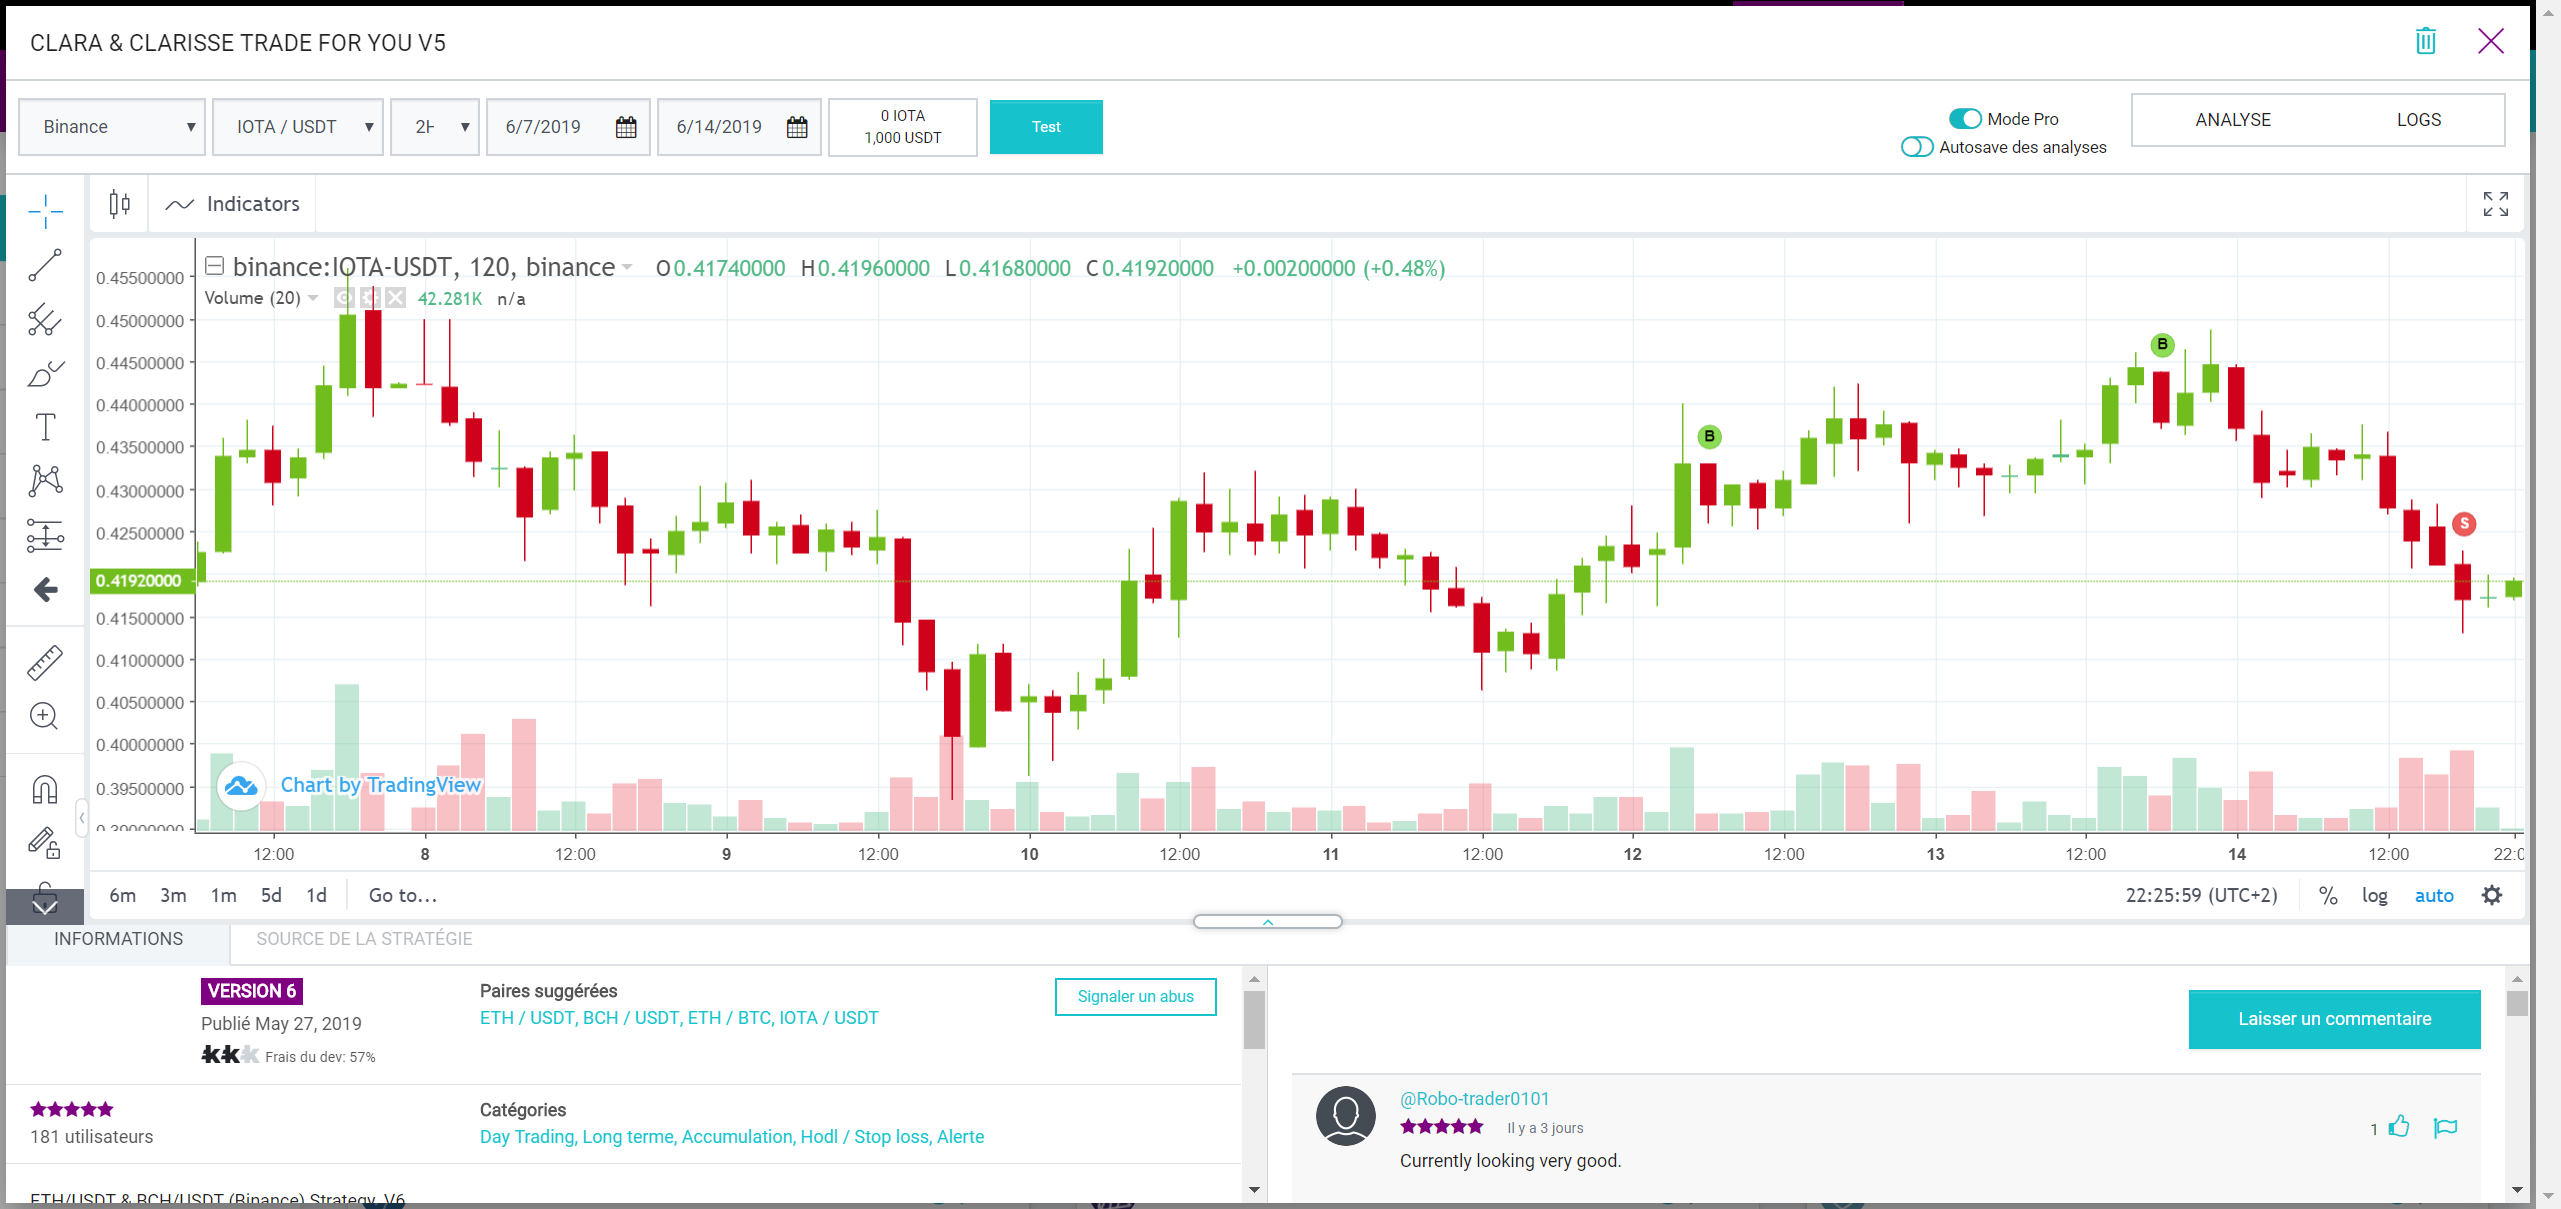 CLARA & CLARISSE TRADE FOR YOU V5
Binance
IOTA / USDT
2H
6/7/2019
6/14/2019
0 IOTA
1,000 USDT
Test
Mode Pro
Autosave des analyses
ANALYSE
LOGS
Indicators
binance:IOTA-USDT, 120, binance O0.41740000 H0.41960000 L0.41680000 C0.41920000 +0.00200000 (+0.48%)
Volume (20) 42.281K n/a
0.45500000
0.45000000
0.44500000
0.44000000
0.43500000
0.43000000
0.42500000
0.41920000
0.41500000
0.41000000
0.40500000
0.40000000
0.39500000
0.39000000
B
B
S
Chart by TradingView
12:00 8 12:00 9 12:00 10 12:00 11 12:00 12 12:00 13 12:00 14 12:00 22:0
6m 3m 1m 5d 1d Go to... 22:25:59 (UTC+2) % log auto
INFORMATIONS
SOURCE DE LA STRATÉGIE
VERSION 6
Publié May 27, 2019
Frais du dev: 57%
Paires suggérées
ETH / USDT, BCH / USDT, ETH / BTC, IOTA / USDT
Signaler un abus
181 utilisateurs
Catégories
Day Trading, Long terme, Accumulation, Hodl / Stop loss, Alerte
ETH/USDT & BCH/USDT (Binance) Strategy V6
Laisser un commentaire
@Robo-trader0101
Il y a 3 jours
1
Currently looking very good.